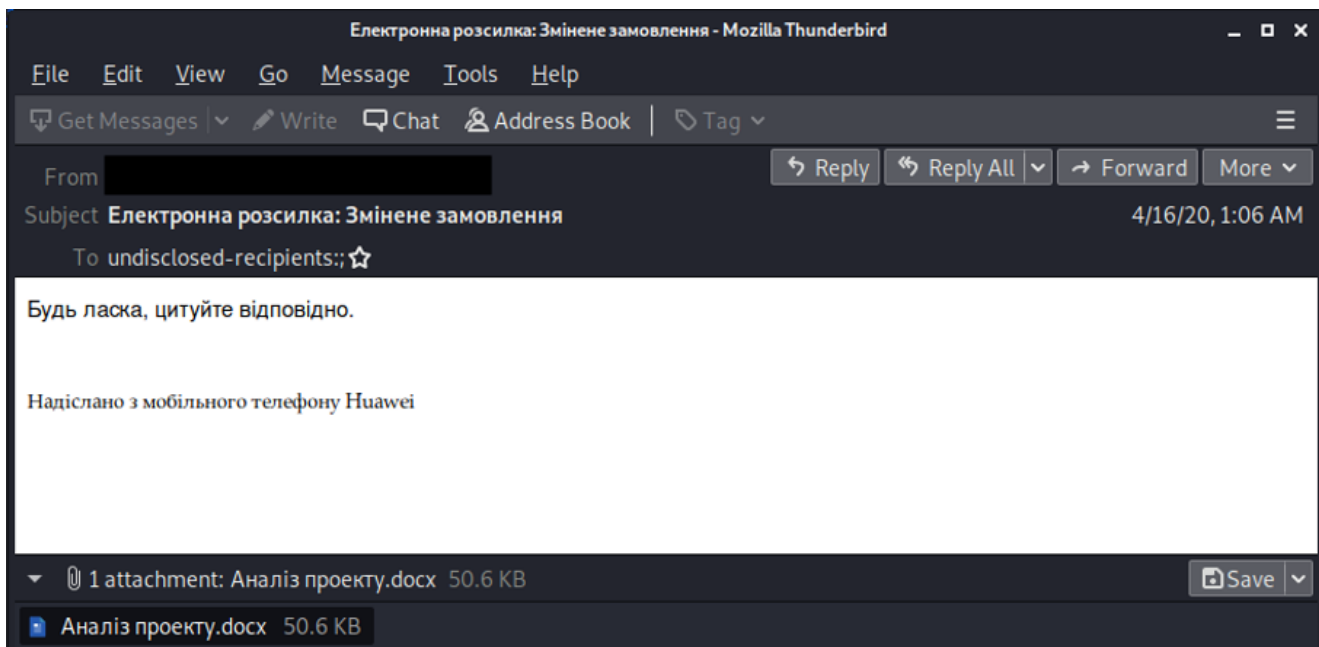 Електронна розсилка: Змінене замовлення - Mozilla Thunderbird
File Edit View Go Message Tools Help
Get Messages Write Chat Address Book Tag
From Reply Reply All Forward More
Subject Електронна розсилка: Змінене замовлення 4/16/20, 1:06 AM
To undisclosed-recipients:;
Будь ласка, цитуйте відповідно.
Надіслано з мобільного телефону Huawei
1 attachment: Аналіз проекту.docx 50.6 KB Save
Аналіз проекту.docx 50.6 KB